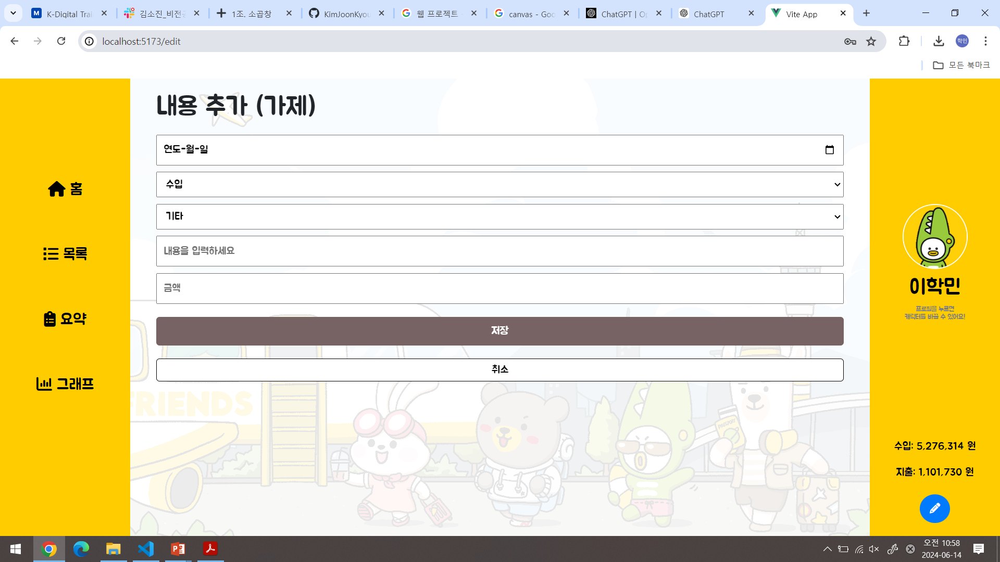 K-Digital Trai
김소진_비전공
1조. 소곱창
KimJoonKyou
웹 프로젝트
canvas - Goo
ChatGPT | Op
ChatGPT
Vite App
localhost:5173/edit
학민
모든 북마크
내용 추가 (가제)
연도-월-일
수입
기타
내용을 입력하세요
금액
저장
취소
홈
목록
요약
그래프
이학민
프로필을 누르면
캐릭터를 바꿀 수 있어요!
수입: 5,276,314 원
지출: 1,101,730 원
FRIENDS
PASSPORT
오전 10:58
2024-06-14